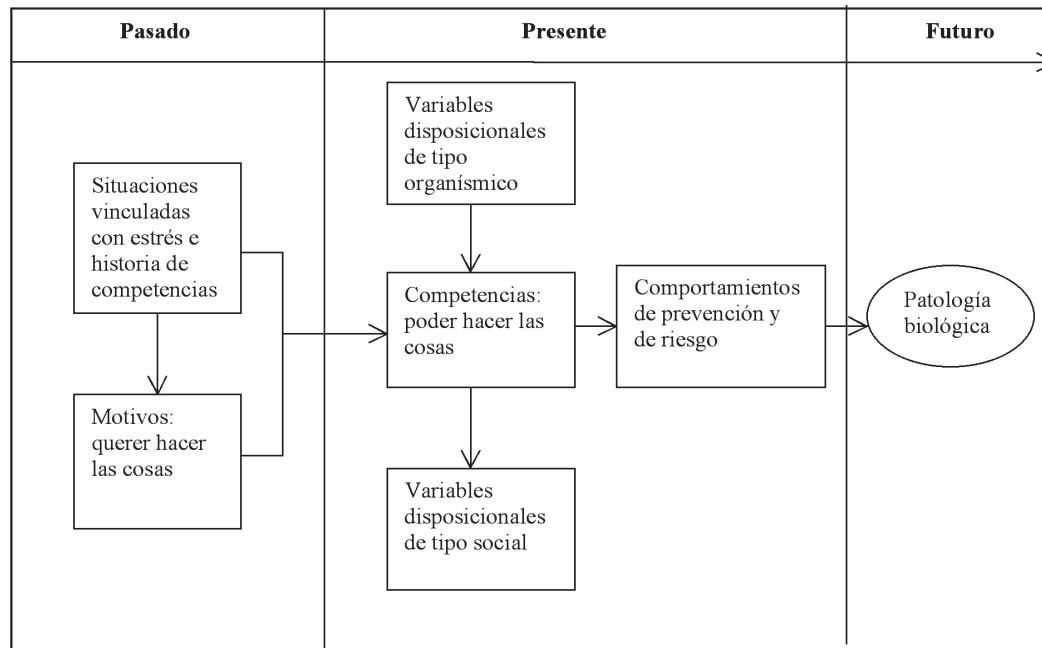 Pasado
Presente
Futuro
Situaciones
vinculadas
con estrés e
historia de
competencias
Motivos:
querer hacer
las cosas
Variables
disposicionales
de tipo
organísmico
Competencias:
poder hacer las
cosas
Variables
disposicionales
de tipo social
Comportamientos
de prevención y
de riesgo
Patología
biológica